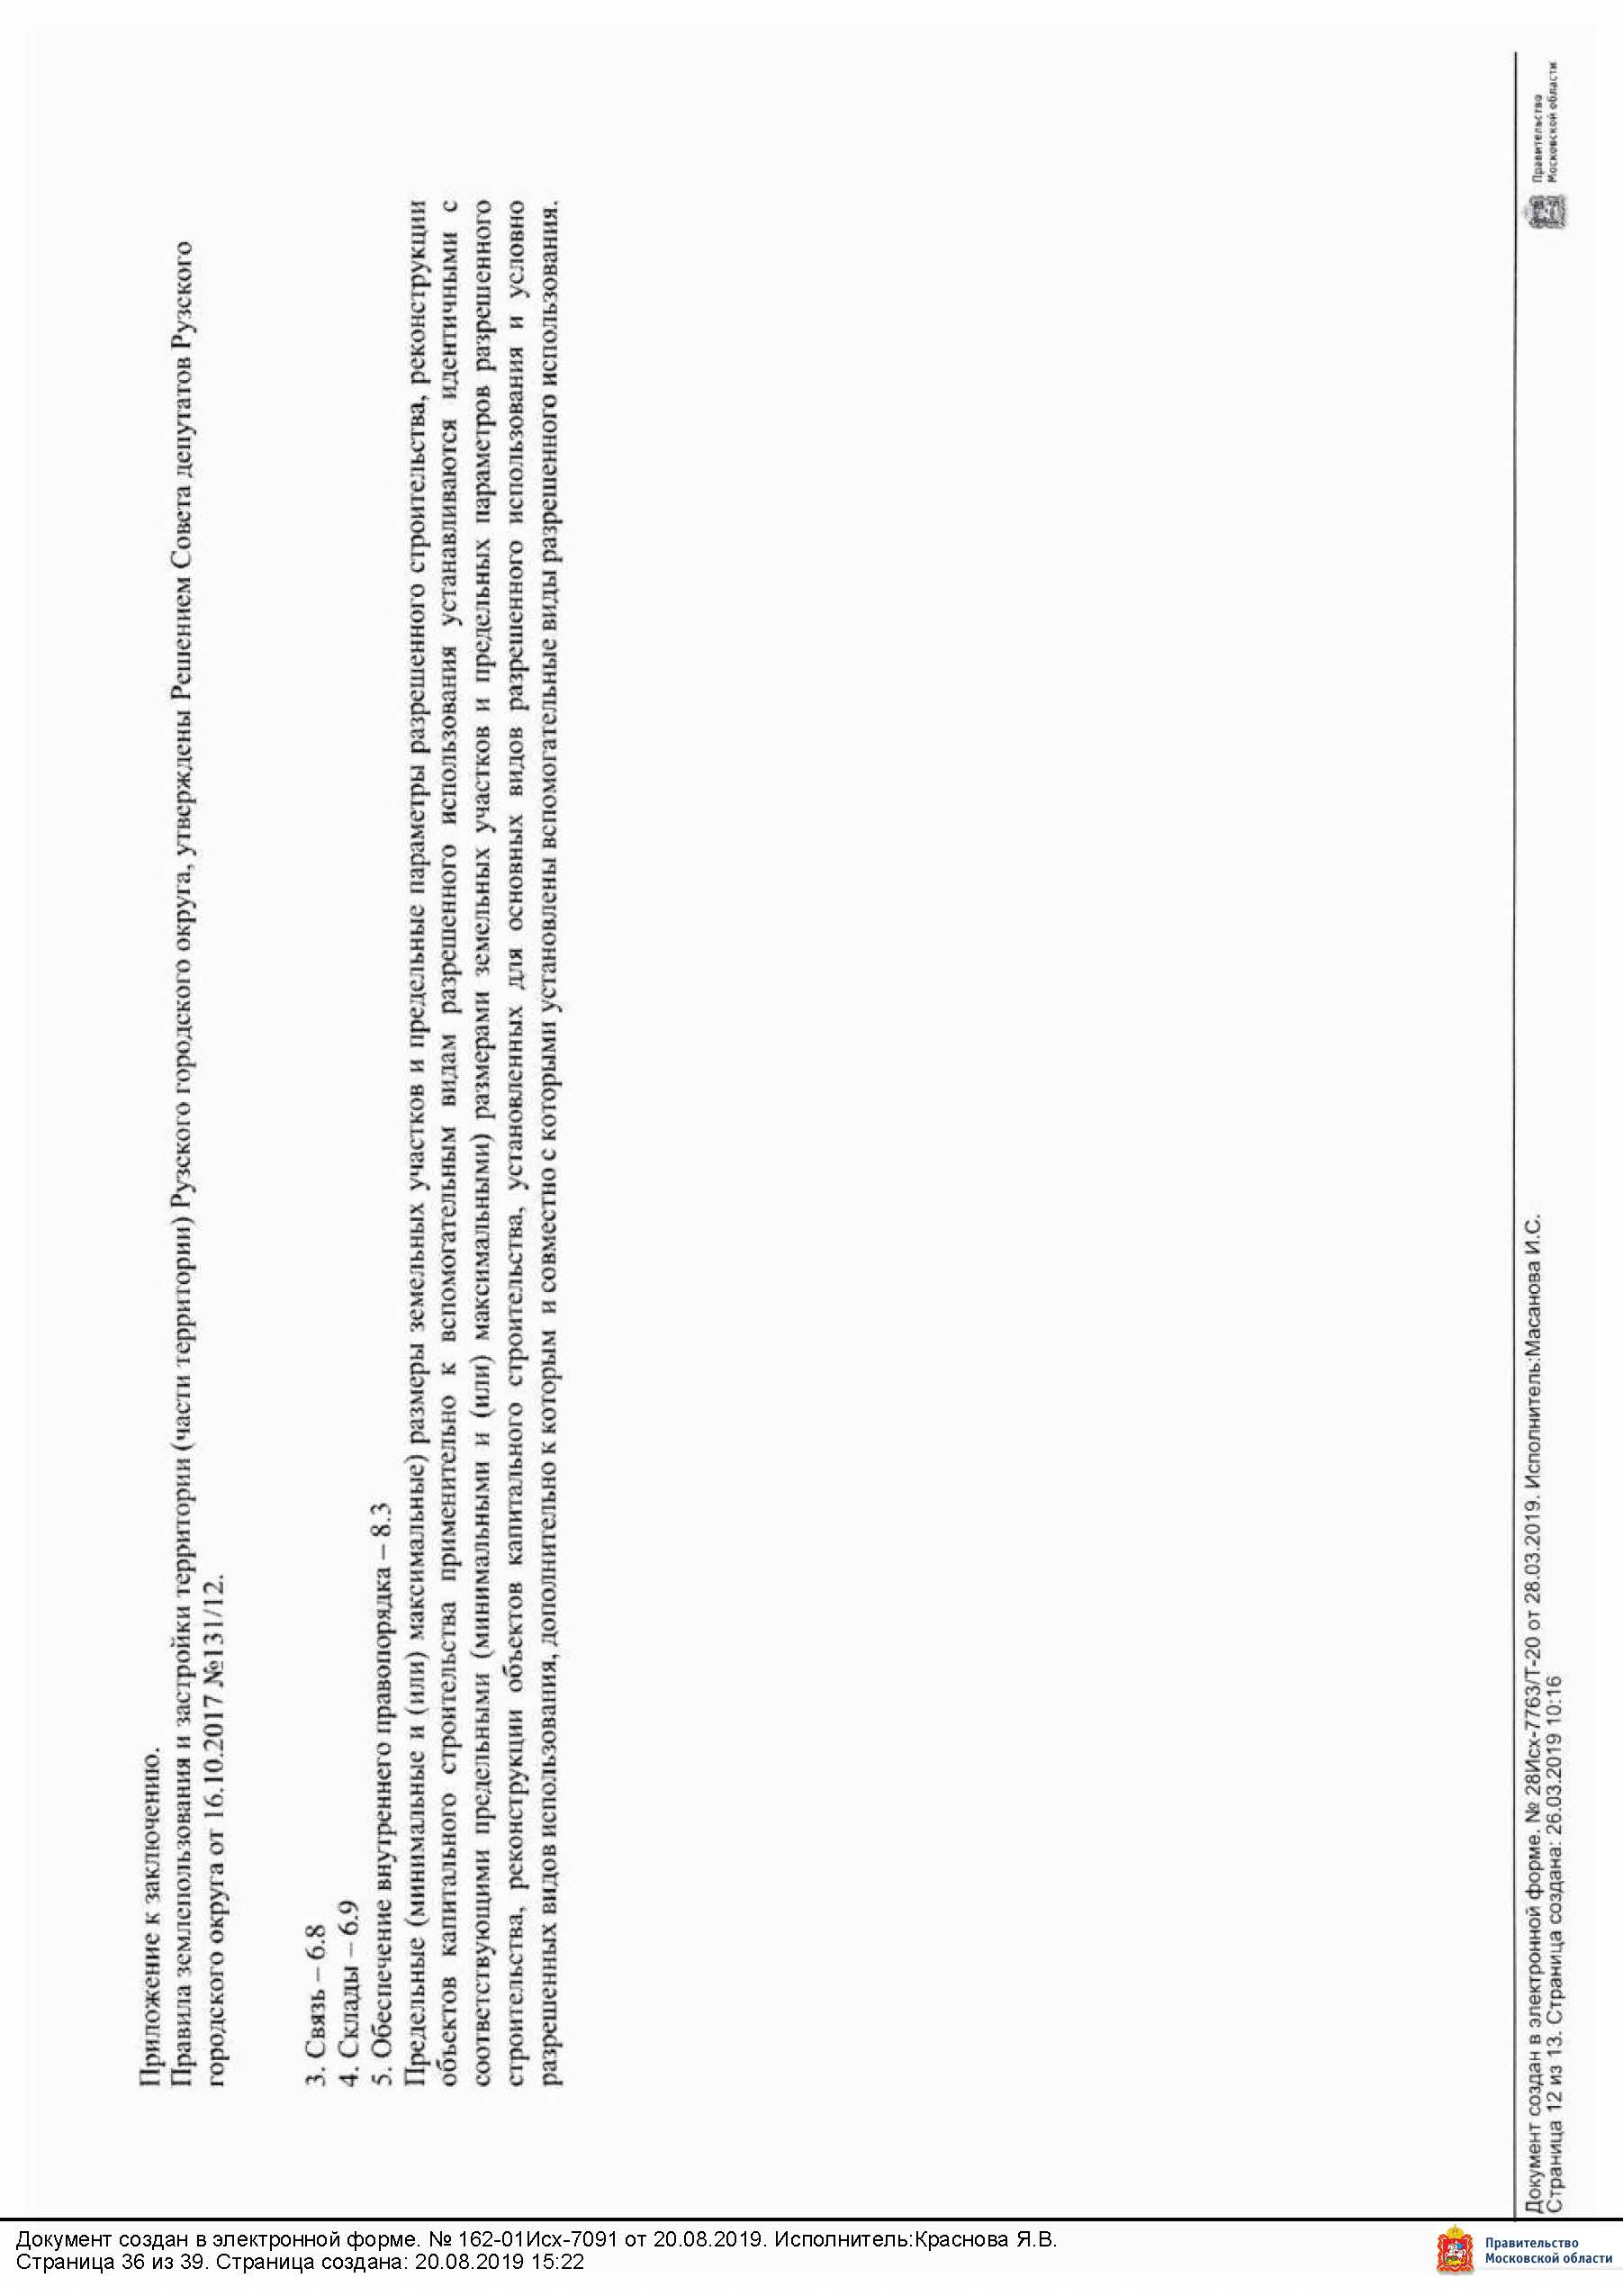 Приложение к заключению.
Правила землепользования и застройки территории (части территории) Рузского городского округа, утверждены Решением Совета депутатов Рузского
городского округа от 16.10.2017 №131/12.
3. Связь – 6.8
4. Склады – 6.9
5. Обеспечение внутреннего правопорядка – 8.3
Предельные (минимальные и (или) максимальные) размеры земельных участков и предельные параметры разрешенного строительства, реконструкции
объектов капитального строительства применительно к вспомогательным видам разрешенного использования устанавливаются идентичными с
соответствующими предельными (минимальными и (или) максимальными) размерами земельных участков и предельных параметров разрешенного
строительства, реконструкции объектов капитального строительства, установленных для основных видов разрешенного использования и условно
разрешенных видов использования, дополнительно к которым и совместно с которыми установлены вспомогательные виды разрешенного использования.
Документ создан в электронной форме. № 28Исх-7763/Т-20 от 28.03.2019. Исполнитель:Масанова И.С.
Страница 12 из 13. Страница создана: 26.03.2019 10:16
Правительство
Московской области
Документ создан в электронной форме. № 162-01Исх-7091 от 20.08.2019. Исполнитель:Краснова Я.В.
Страница 36 из 39. Страница создана: 20.08.2019 15:22
Правительство
Московской области